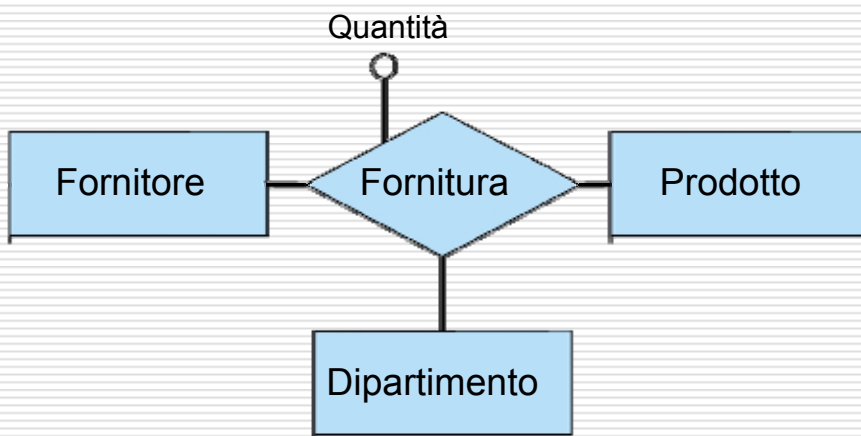 Quantità
Fornitore
Fornitura
Prodotto
Dipartimento